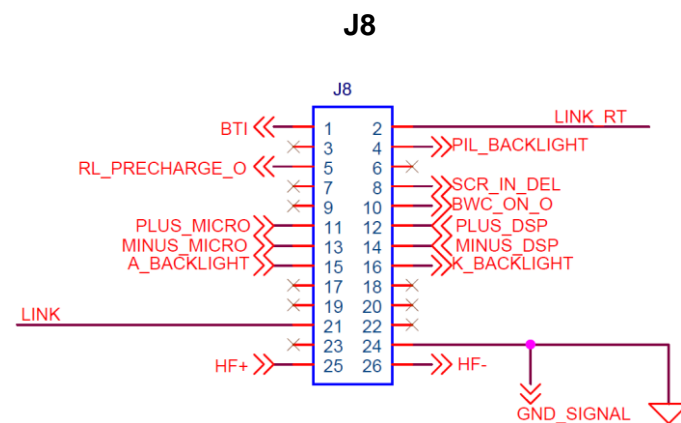 J8
J8
BTI 1 2 LINK_RT
3 4 PIL_BACKLIGHT
RL_PRECHARGE_O 5 6
7 8 SCR_IN_DEL
9 10 BWC_ON_O
PLUS_MICRO 11 12 PLUS_DSP
MINUS_MICRO 13 14 MINUS_DSP
A_BACKLIGHT 15 16 K_BACKLIGHT
17 18
19 20
LINK 21 22
23 24
HF+ 25 26 HF-
GND_SIGNAL